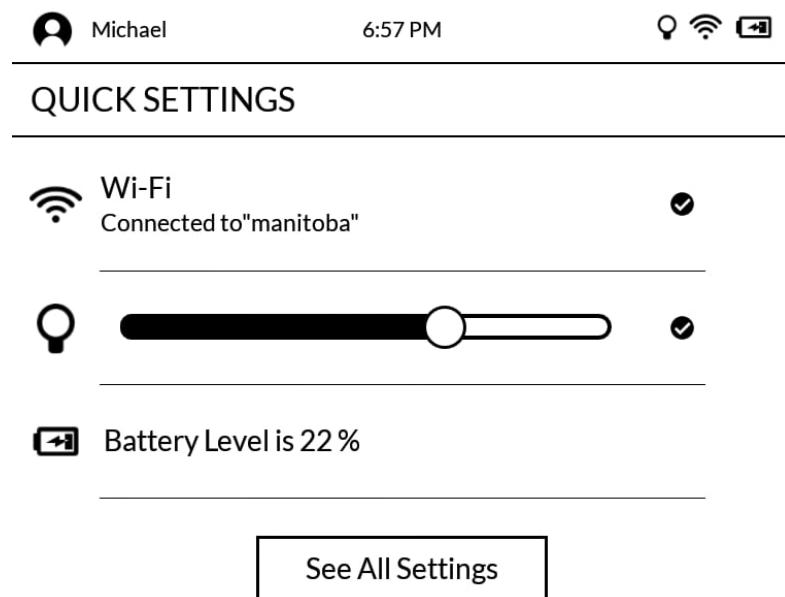 Michael
6:57 PM
QUICK SETTINGS
Wi-Fi
Connected to"manitoba"
Battery Level is 22 %
See All Settings